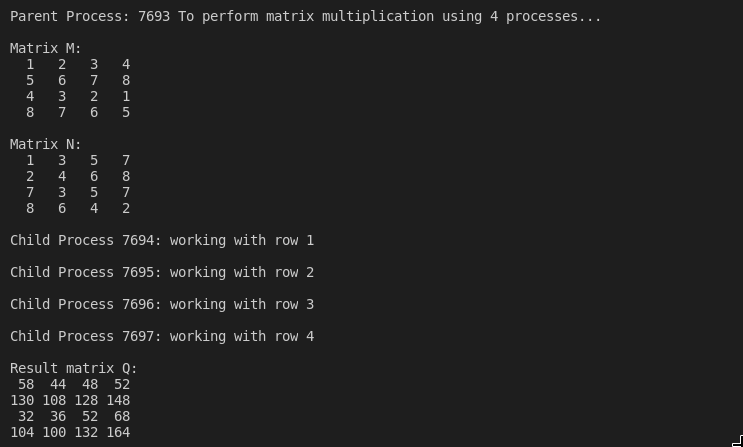 Parent Process: 7693 To perform matrix multiplication using 4 processes...
Matrix M:
1 2 3 4
5 6 7 8
4 3 2 1
8 7 6 5
Matrix N:
1 3 5 7
2 4 6 8
7 3 5 7
8 6 4 2
Child Process 7694: working with row 1
Child Process 7695: working with row 2
Child Process 7696: working with row 3
Child Process 7697: working with row 4
Result matrix Q:
58 44 48 52
130 108 128 148
32 36 52 68
104 100 132 164